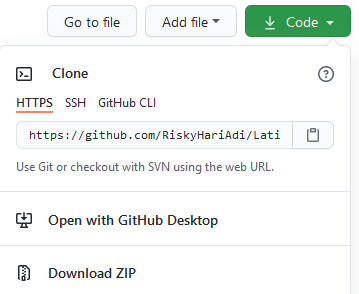 Go to file Add file Code
Clone
HTTPS SSH GitHub CLI
https://github.com/RiskyHariAdi/Lati
Use Git or checkout with SVN using the web URL.
Open with GitHub Desktop
Download ZIP